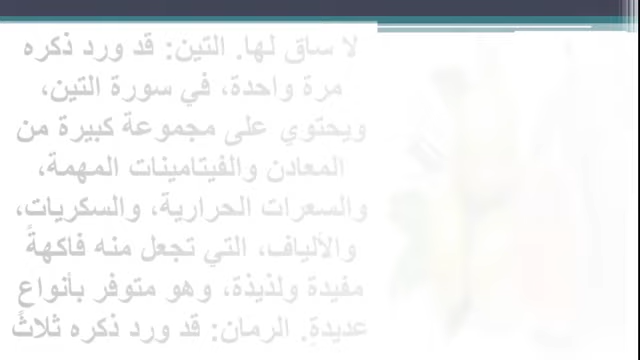 لا ساق لها. التين: قد ورد ذكره
مرة واحدة، في سورة التين،
ويحتوي على مجموعة كبيرة من
المعادن والفيتامينات المهمة،
والسعرات الحرارية، والسكريات،
والألياف، التي تجعل منه فاكهةً
مفيدة ولذيذة، وهو متوفر بأنواع
عديدةٍ. الرمان: قد ورد ذكره ثلاثً